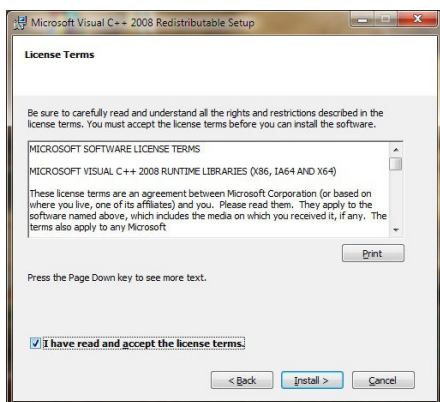 Microsoft Visual C++ 2008 Redistributable Setup
License Terms
Be sure to carefully read and understand all the rights and restrictions described in the
license terms. You must accept the license terms before you can install the software.
MICROSOFT SOFTWARE LICENSE TERMS
MICROSOFT VISUAL C++ 2008 RUNTIME LIBRARIES (X86, IA64 AND X64)
These license terms are an agreement between Microsoft Corporation (or based on
where you live, one of its affiliates) and you. Please read them. They apply to the
software named above, which includes the media on which you received it, if any. The
terms also apply to any Microsoft
Print
Press the Page Down key to see more text.
I have read and accept the license terms.
< Back Install > Cancel